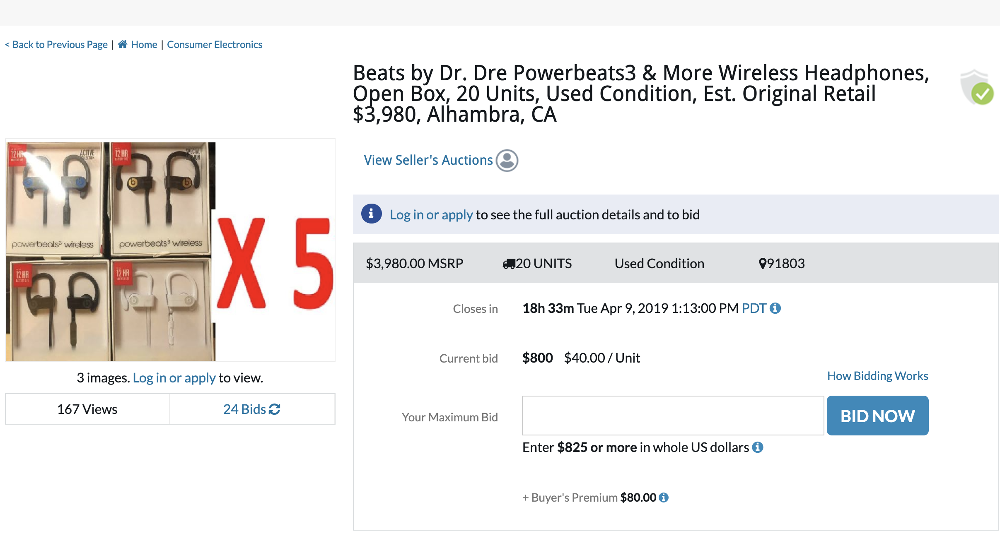 < Back to Previous Page | Home | Consumer Electronics
Beats by Dr. Dre Powerbeats3 & More Wireless Headphones,
Open Box, 20 Units, Used Condition, Est. Original Retail
$3,980, Alhambra, CA
View Seller's Auctions
Log in or apply to see the full auction details and to bid
12 HR
ACTIVE
COLLECTION
12 HR
SPECIAL
EDITION
powerbeats³ wireless
powerbeats³ wireless
12 HR
12 HR
X 5
3 images. Log in or apply to view.
167 Views
24 Bids
$3,980.00 MSRP
20 UNITS
Used Condition
91803
Closes in
18h 33m Tue Apr 9, 2019 1:13:00 PM PDT
Current bid
$800 $40.00 / Unit
How Bidding Works
Your Maximum Bid
BID NOW
Enter $825 or more in whole US dollars
+ Buyer's Premium $80.00